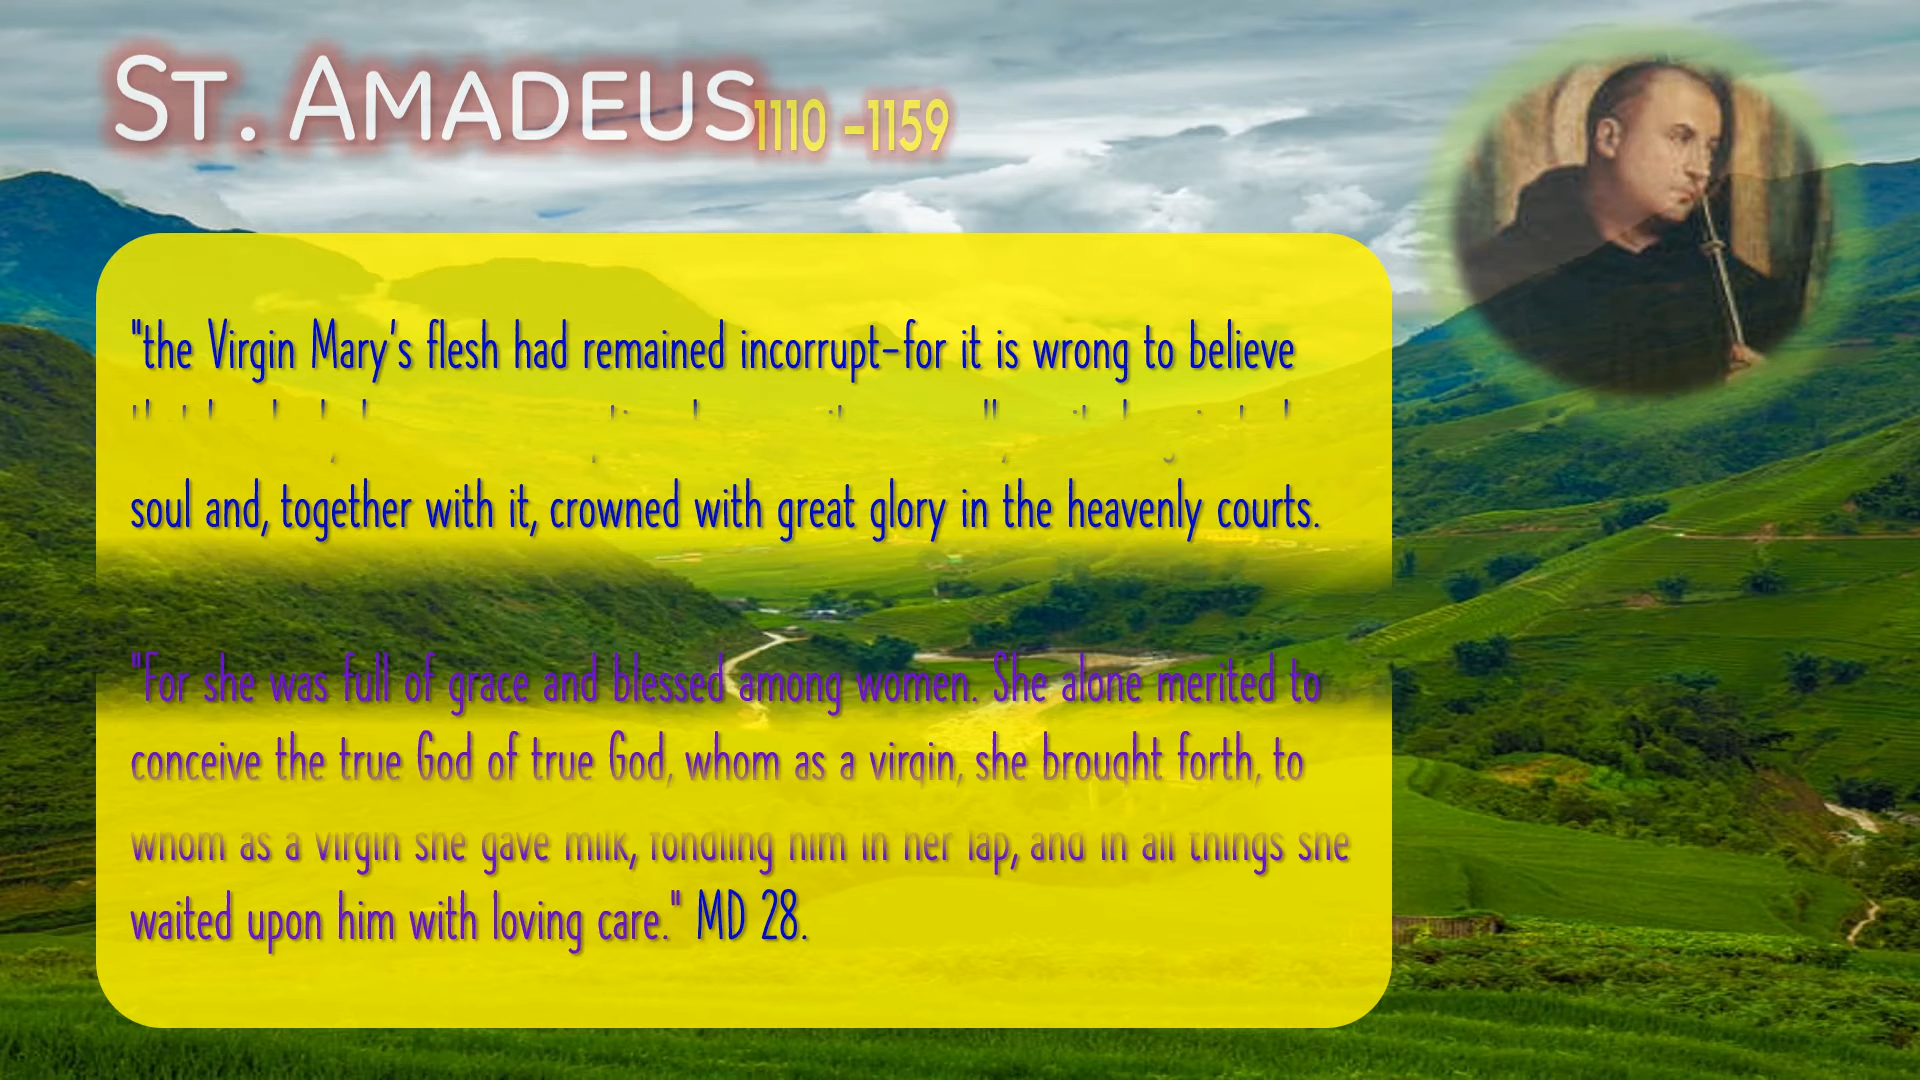 St. Amadeus 1110 -1159
"the Virgin Mary's flesh had remained incorrupt-for it is wrong to believe
soul and, together with it, crowned with great glory in the heavenly courts.
"For she was full of grace and blessed among women. She alone merited to
conceive the true God of true God, whom as a virgin, she brought forth, to
whom as a virgin she gave milk, fondling him in her lap, and in all things she
waited upon him with loving care." MD 28.